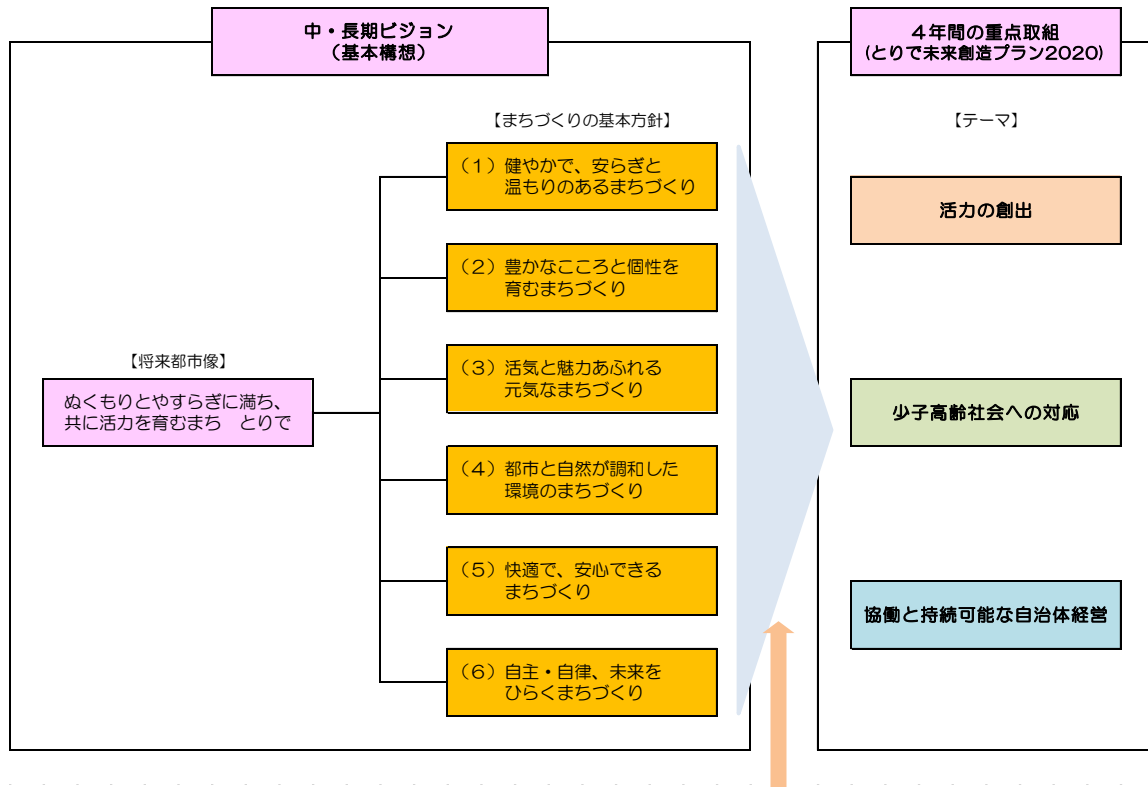 中・長期ビジョン
（基本構想）
【まちづくりの基本方針】
（１）健やかで、安らぎと
温もりのあるまちづくり
（２）豊かなこころと個性を
育むまちづくり
（３）活気と魅力あふれる
元気なまちづくり
（４）都市と自然が調和した
環境のまちづくり
（５）快適で、安心できる
まちづくり
（６）自主・自律、未来を
ひらくまちづくり
【将来都市像】
ぬくもりとやすらぎに満ち、
共に活力を育むまち　とりで
４年間の重点取組
(とりで未来創造プラン2020)
【テーマ】
活力の創出
少子高齢社会への対応
協働と持続可能な自治体経営